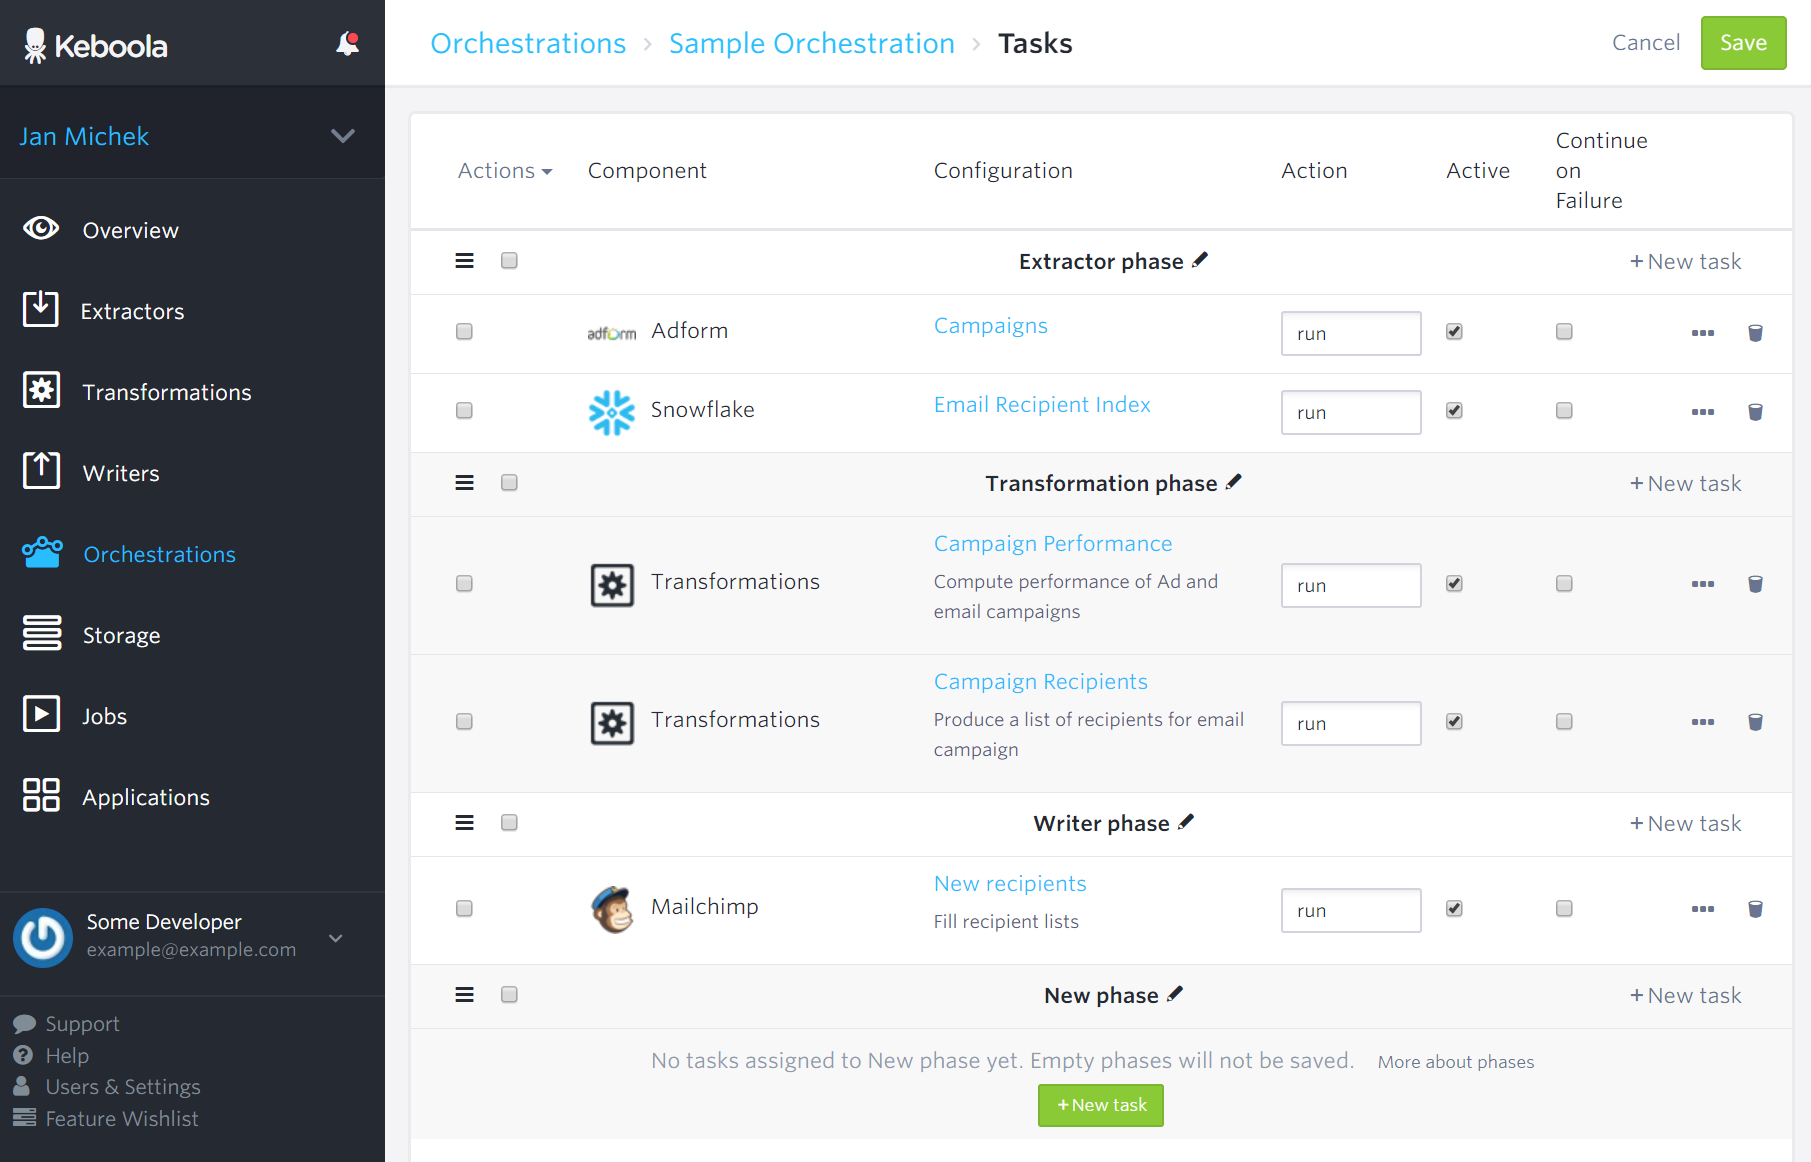 Keboola
Jan Michek
Overview
Extractors
Transformations
Writers
Orchestrations
Storage
Jobs
Applications
Some Developer
example@example.com
Support
Help
Users & Settings
Feature Wishlist
Orchestrations › Sample Orchestration › Tasks
Cancel
Save
Actions
Component
Configuration
Action
Active
Continue
on
Failure
Extractor phase
+ New task
adform Adform
Campaigns
run
Snowflake
Email Recipient Index
run
Transformation phase
+ New task
Transformations
Campaign Performance
Compute performance of Ad and
email campaigns
run
Transformations
Campaign Recipients
Produce a list of recipients for email
campaign
run
Writer phase
+ New task
Mailchimp
New recipients
Fill recipient lists
run
New phase
+ New task
No tasks assigned to New phase yet. Empty phases will not be saved. More about phases
+ New task